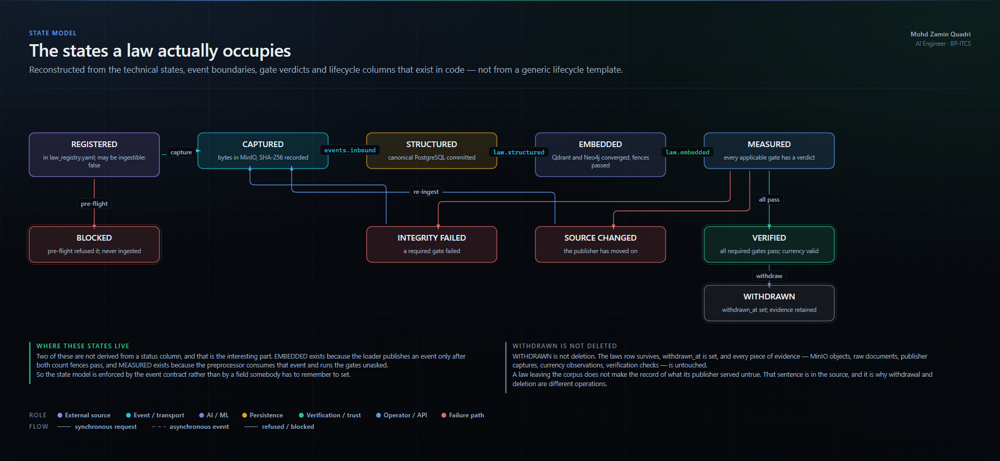 STATE MODEL
The states a law actually occupies
Reconstructed from the technical states, event boundaries, gate verdicts and lifecycle columns that exist in code — not from a generic lifecycle template.
Mohd Zamin Quadri
AI Engineer · BP-ITCS
REGISTERED
in law_registry.yaml; may be ingestible:
false
capture
CAPTURED
bytes in MinIO, SHA-256 recorded
events.inbound
STRUCTURED
canonical PostgreSQL committed
law.structured
EMBEDDED
Qdrant and Neo4j converged, fences
passed
law.embedded
MEASURED
every applicable gate has a verdict
pre-flight
re-ingest
all pass
BLOCKED
pre-flight refused it; never ingested
INTEGRITY FAILED
a required gate failed
SOURCE CHANGED
the publisher has moved on
VERIFIED
all required gates pass; currency valid
withdraw
WITHDRAWN
withdrawn_at set; evidence retained
WHERE THESE STATES LIVE
Two of these are not derived from a status column, and that is the interesting part. EMBEDDED exists because the loader publishes an event only after
both count fences pass, and MEASURED exists because the preprocessor consumes that event and runs the gates unasked.
So the state model is enforced by the event contract rather than by a field somebody has to remember to set.
WITHDRAWN IS NOT DELETED
WITHDRAWN is not deletion. The laws row survives, withdrawn_at is set, and every piece of evidence — MinIO objects, raw documents, publisher
captures, currency observations, verification checks — is untouched.
A law leaving the corpus does not make the record of what its publisher served untrue. That sentence is in the source, and it is why withdrawal and
deletion are different operations.
ROLE External source Event / transport AI / ML Persistence Verification / trust Operator / API Failure path
FLOW synchronous request asynchronous event refused / blocked